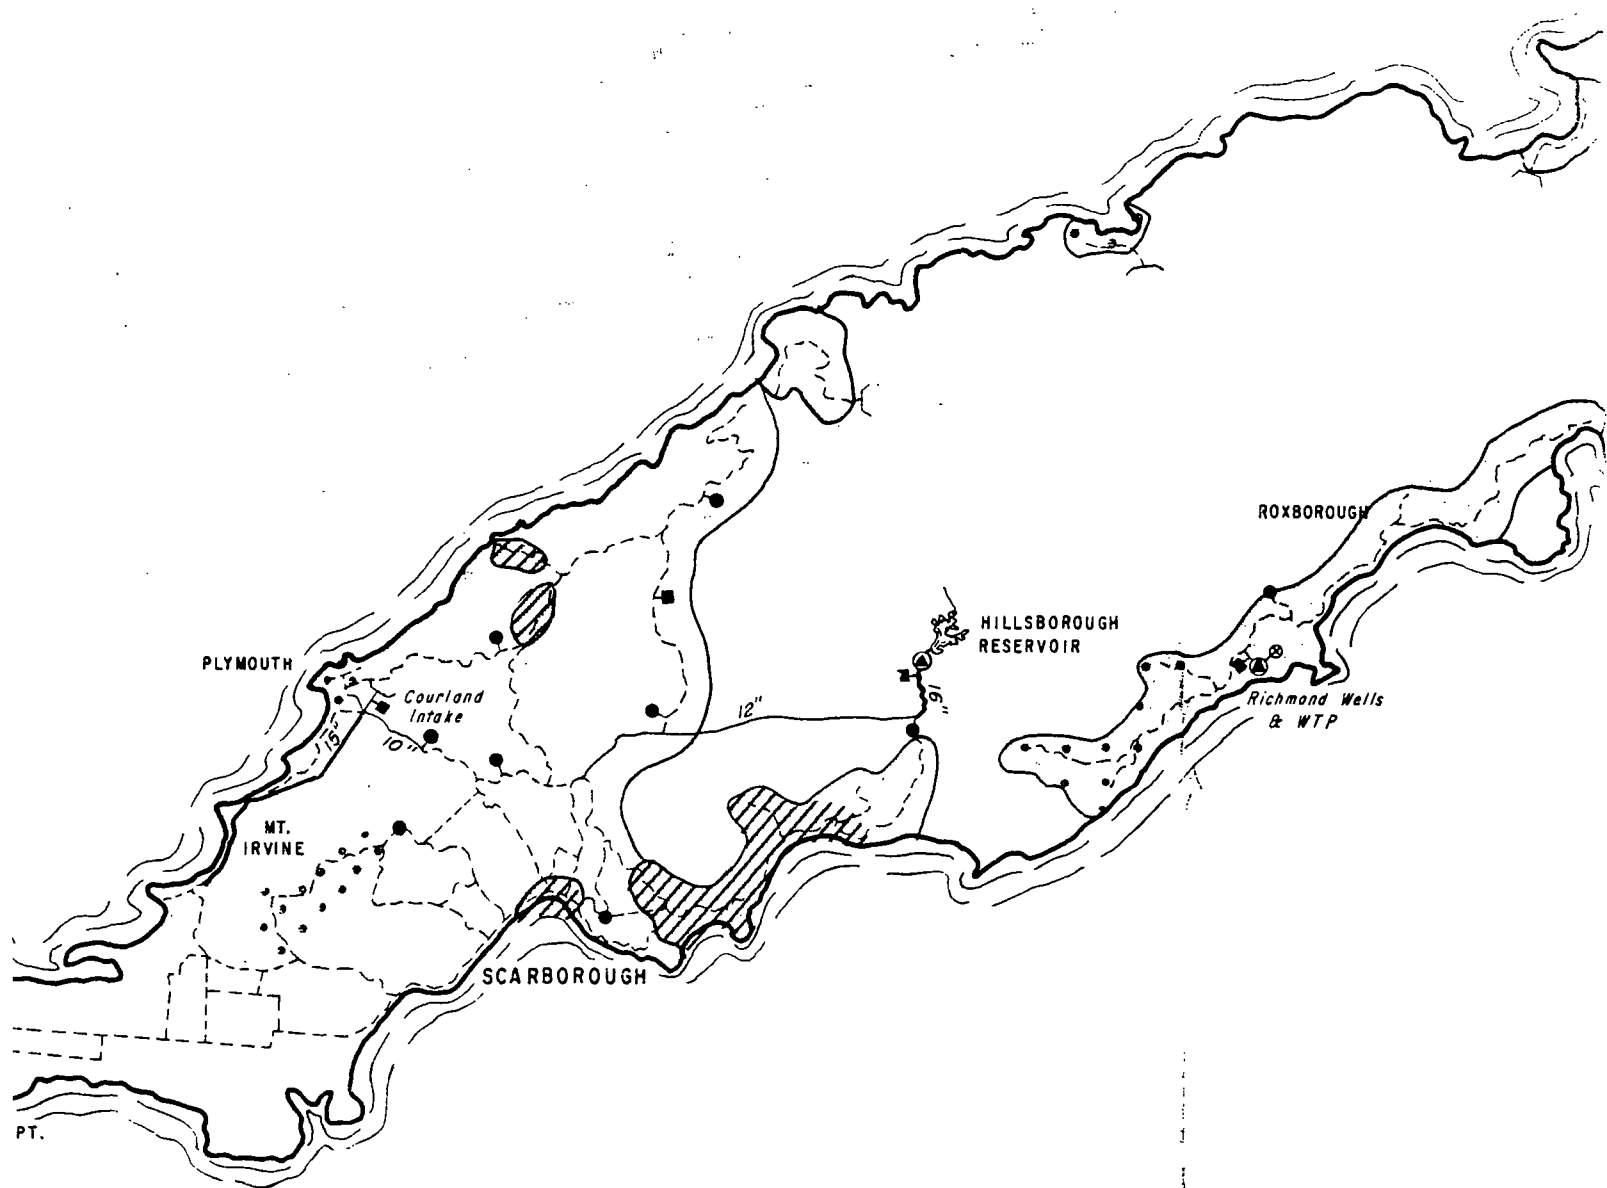 ROXBOROUGH
HILLSBOROUGH
RESERVOIR
PLYMOUTH
Courland
Intake
16"
Richmond Wells
& WTP
12"
15"
10"
MT.
IRVINE
SCARBOROUGH
PT.